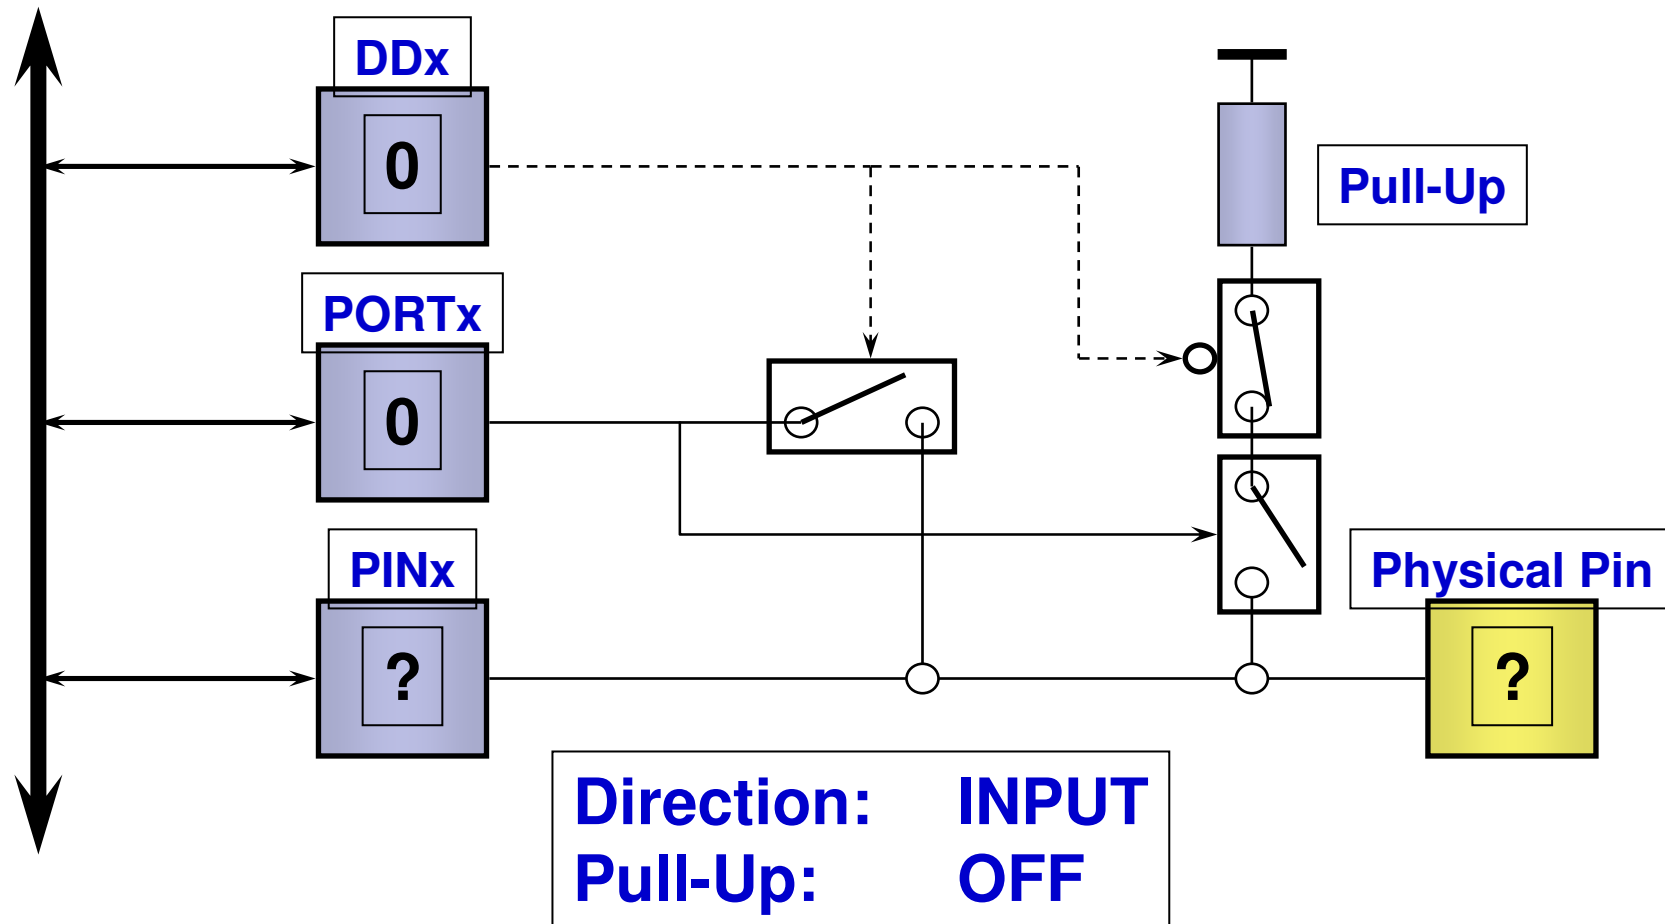 DDx
0
Pull-Up
PORTx
0
PINx
?
Physical Pin
?
Direction: INPUT
Pull-Up: OFF